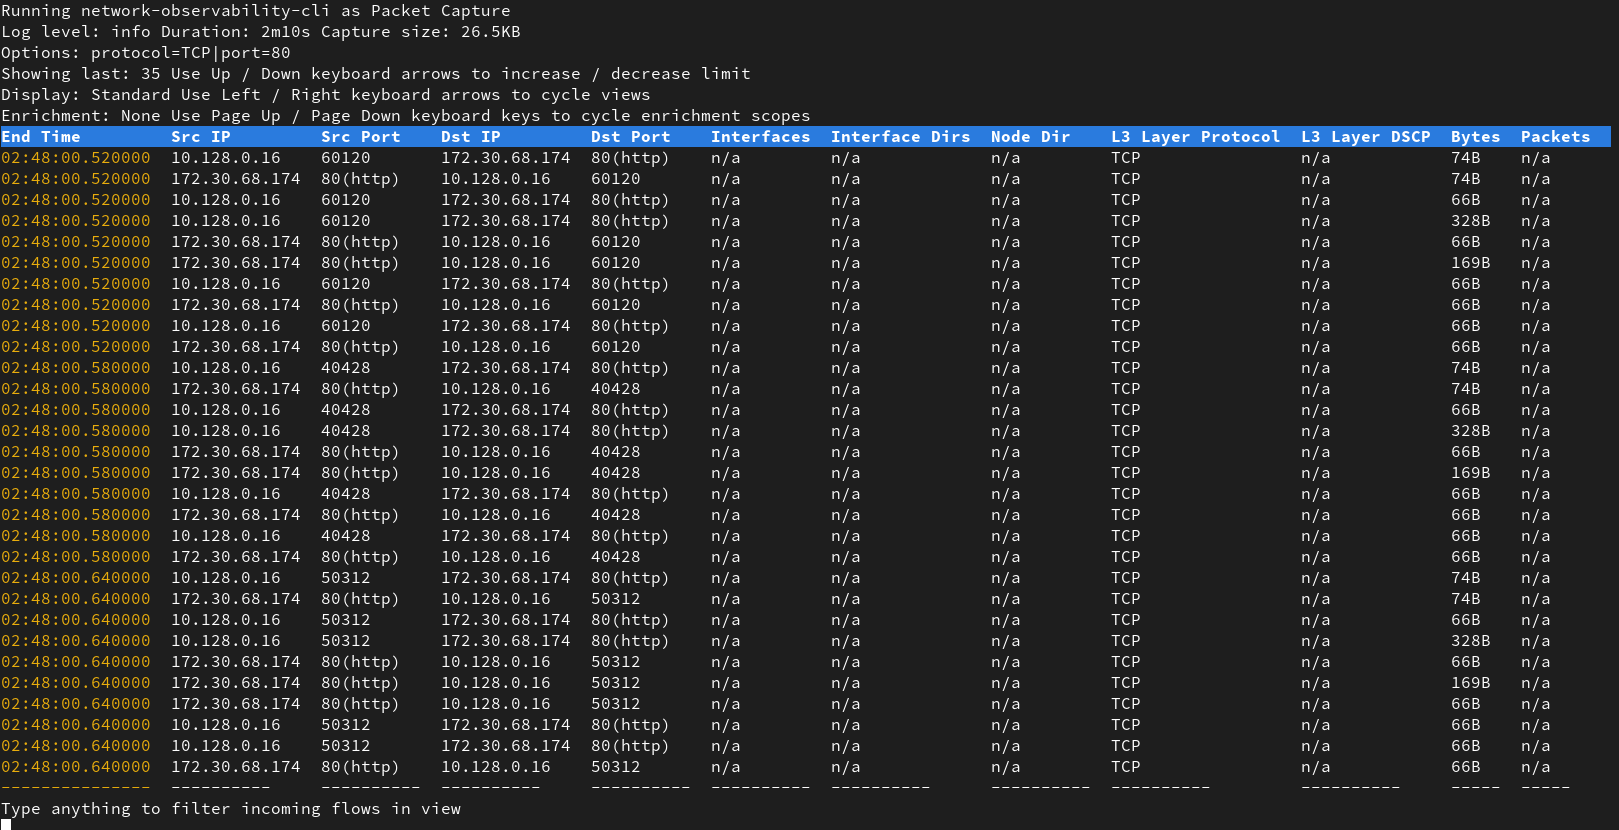 Running network-observability-cli as Packet Capture
Log level: info Duration: 2m10s Capture size: 26.5KB
Options: protocol=TCP|port=80
Showing last: 35 Use Up / Down keyboard arrows to increase / decrease limit
Display: Standard Use Left / Right keyboard arrows to cycle views
Enrichment: None Use Page Up / Page Down keyboard keys to cycle enrichment scopes
End Time Src IP Src Port Dst IP Dst Port Interfaces Interface Dirs Node Dir L3 Layer Protocol L3 Layer DSCP Bytes Packets
02:48:00.520000 10.128.0.16 60120 172.30.68.174 80(http) n/a n/a n/a TCP n/a 74B n/a
02:48:00.520000 172.30.68.174 80(http) 10.128.0.16 60120 n/a n/a n/a TCP n/a 74B n/a
02:48:00.520000 10.128.0.16 60120 172.30.68.174 80(http) n/a n/a n/a TCP n/a 66B n/a
02:48:00.520000 10.128.0.16 60120 172.30.68.174 80(http) n/a n/a n/a TCP n/a 328B n/a
02:48:00.520000 172.30.68.174 80(http) 10.128.0.16 60120 n/a n/a n/a TCP n/a 66B n/a
02:48:00.520000 172.30.68.174 80(http) 10.128.0.16 60120 n/a n/a n/a TCP n/a 169B n/a
02:48:00.520000 10.128.0.16 60120 172.30.68.174 80(http) n/a n/a n/a TCP n/a 66B n/a
02:48:00.520000 172.30.68.174 80(http) 10.128.0.16 60120 n/a n/a n/a TCP n/a 66B n/a
02:48:00.520000 10.128.0.16 60120 172.30.68.174 80(http) n/a n/a n/a TCP n/a 66B n/a
02:48:00.520000 172.30.68.174 80(http) 10.128.0.16 60120 n/a n/a n/a TCP n/a 66B n/a
02:48:00.580000 10.128.0.16 40428 172.30.68.174 80(http) n/a n/a n/a TCP n/a 74B n/a
02:48:00.580000 172.30.68.174 80(http) 10.128.0.16 40428 n/a n/a n/a TCP n/a 74B n/a
02:48:00.580000 10.128.0.16 40428 172.30.68.174 80(http) n/a n/a n/a TCP n/a 66B n/a
02:48:00.580000 10.128.0.16 40428 172.30.68.174 80(http) n/a n/a n/a TCP n/a 328B n/a
02:48:00.580000 172.30.68.174 80(http) 10.128.0.16 40428 n/a n/a n/a TCP n/a 66B n/a
02:48:00.580000 172.30.68.174 80(http) 10.128.0.16 40428 n/a n/a n/a TCP n/a 169B n/a
02:48:00.580000 10.128.0.16 40428 172.30.68.174 80(http) n/a n/a n/a TCP n/a 66B n/a
02:48:00.580000 172.30.68.174 80(http) 10.128.0.16 40428 n/a n/a n/a TCP n/a 66B n/a
02:48:00.580000 10.128.0.16 40428 172.30.68.174 80(http) n/a n/a n/a TCP n/a 66B n/a
02:48:00.580000 172.30.68.174 80(http) 10.128.0.16 40428 n/a n/a n/a TCP n/a 66B n/a
02:48:00.640000 10.128.0.16 50312 172.30.68.174 80(http) n/a n/a n/a TCP n/a 74B n/a
02:48:00.640000 172.30.68.174 80(http) 10.128.0.16 50312 n/a n/a n/a TCP n/a 74B n/a
02:48:00.640000 10.128.0.16 50312 172.30.68.174 80(http) n/a n/a n/a TCP n/a 66B n/a
02:48:00.640000 10.128.0.16 50312 172.30.68.174 80(http) n/a n/a n/a TCP n/a 328B n/a
02:48:00.640000 172.30.68.174 80(http) 10.128.0.16 50312 n/a n/a n/a TCP n/a 66B n/a
02:48:00.640000 172.30.68.174 80(http) 10.128.0.16 50312 n/a n/a n/a TCP n/a 169B n/a
02:48:00.640000 172.30.68.174 80(http) 10.128.0.16 50312 n/a n/a n/a TCP n/a 66B n/a
02:48:00.640000 10.128.0.16 50312 172.30.68.174 80(http) n/a n/a n/a TCP n/a 66B n/a
02:48:00.640000 10.128.0.16 50312 172.30.68.174 80(http) n/a n/a n/a TCP n/a 66B n/a
02:48:00.640000 172.30.68.174 80(http) 10.128.0.16 50312 n/a n/a n/a TCP n/a 66B n/a
--------------- ---------- ---------- ---------- ---------- ---------- ---------- ---------- ---------- ---------- ----- -----
Type anything to filter incoming flows in view